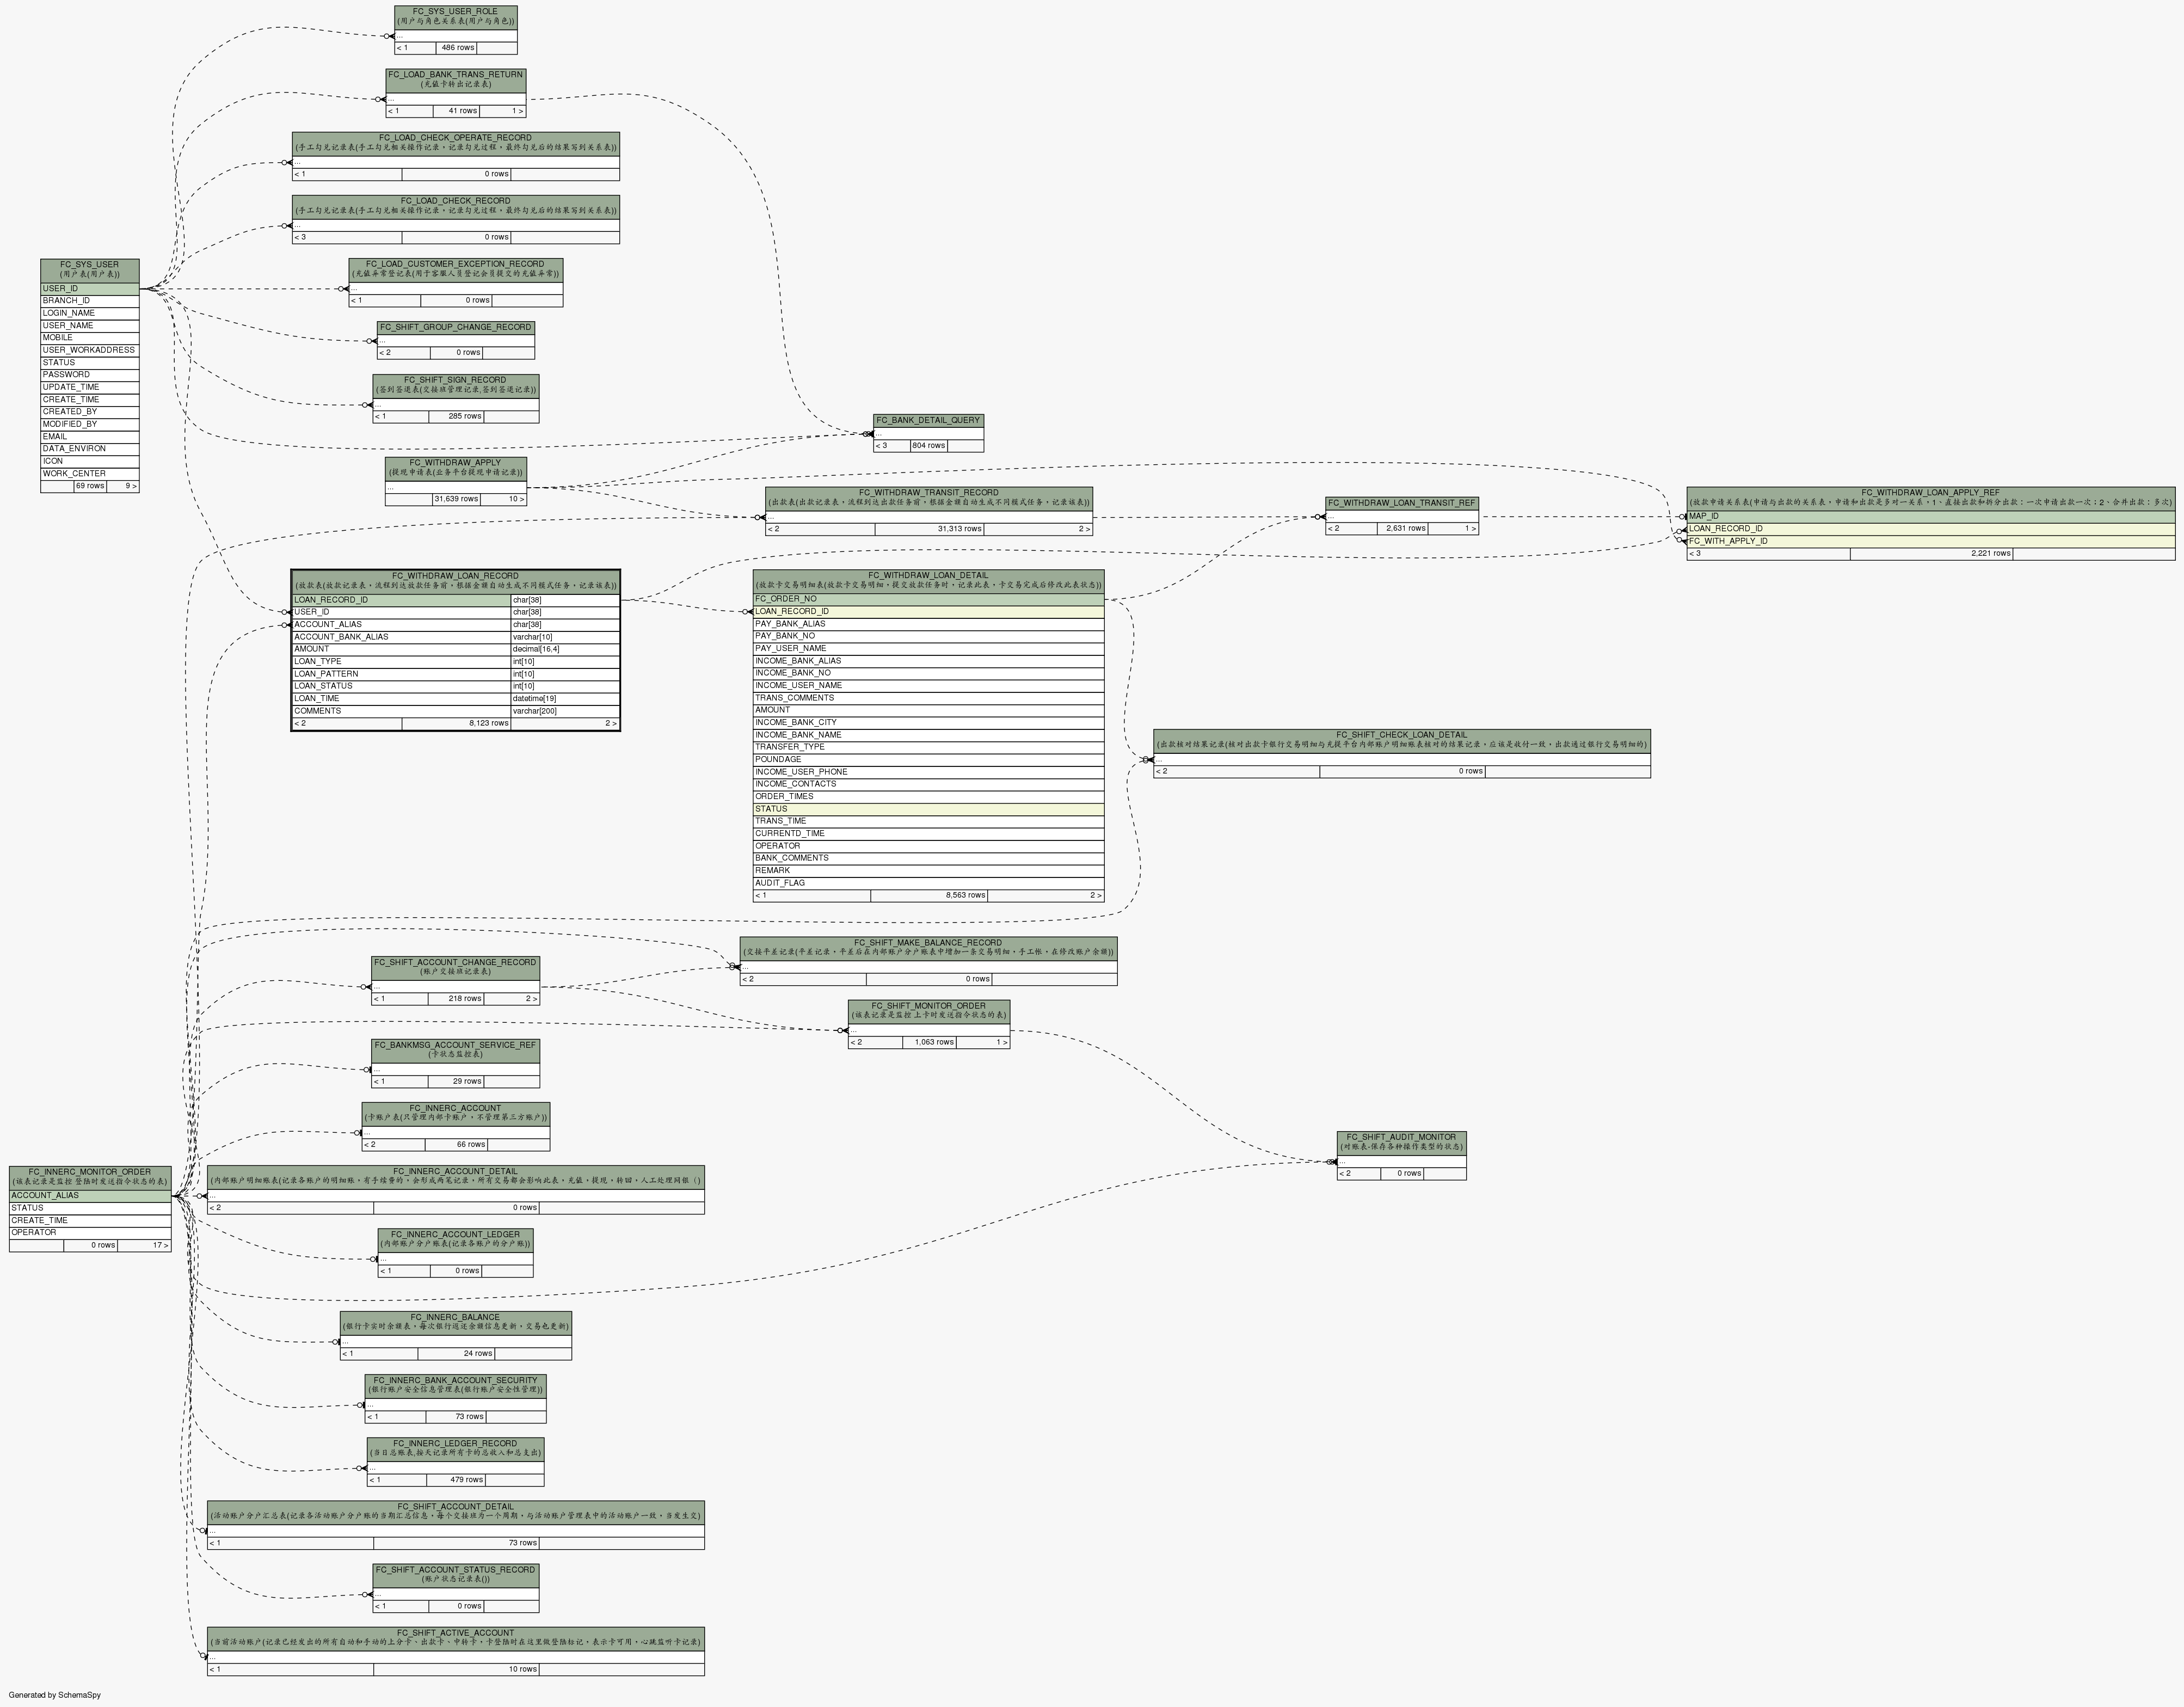 FC_SYS_USER_ROLE
(用户与角色关系表(用户与角色))
...
< 1 486 rows
FC_LOAD_BANK_TRANS_RETURN
(充值卡转出记录表)
...
< 1 41 rows 1 >
FC_LOAD_CHECK_OPERATE_RECORD
(手工勾兑记录表(手工勾兑相关操作记录，记录勾兑过程，最终勾兑后的结果写到关系表))
...
< 1 0 rows
FC_LOAD_CHECK_RECORD
(手工勾兑记录表(手工勾兑相关操作记录，记录勾兑过程，最终勾兑后的结果写到关系表))
...
< 3 0 rows
FC_LOAD_CUSTOMER_EXCEPTION_RECORD
(充值异常登记表(用于客服人员登记会员提交的充值异常))
...
< 1 0 rows
FC_SHIFT_GROUP_CHANGE_RECORD
...
< 2 0 rows
FC_SHIFT_SIGN_RECORD
(签到签退表(交接班管理记录,签到签退记录))
...
< 1 285 rows
FC_SYS_USER
(用户表(用户表))
USER_ID
BRANCH_ID
LOGIN_NAME
USER_NAME
MOBILE
USER_WORKADDRESS
STATUS
PASSWORD
UPDATE_TIME
CREATE_TIME
CREATED_BY
MODIFIED_BY
EMAIL
DATA_ENVIRON
ICON
WORK_CENTER
69 rows 9 >
FC_BANK_DETAIL_QUERY
...
< 3 804 rows
FC_WITHDRAW_APPLY
(提现申请表(业务平台提现申请记录))
...
31,639 rows 10 >
FC_WITHDRAW_TRANSIT_RECORD
(出款表(出款记录表，流程到达出款任务前，根据金额自动生成不同模式任务，记录该表))
...
< 2 31,313 rows 2 >
FC_WITHDRAW_LOAN_TRANSIT_REF
...
< 2 2,631 rows 1 >
FC_WITHDRAW_LOAN_APPLY_REF
(放款申请关系表(申请与出款的关系表，申请和出款是多对一关系，1、直接出款和拆分出款：一次申请出款一次；2、合并出款：多次)
MAP_ID
LOAN_RECORD_ID
FC_WITH_APPLY_ID
< 3 2,221 rows
FC_WITHDRAW_LOAN_RECORD
(放款表(放款记录表，流程到达放款任务前，根据金额自动生成不同模式任务，记录该表))
LOAN_RECORD_ID char[38]
USER_ID char[38]
ACCOUNT_ALIAS char[38]
ACCOUNT_BANK_ALIAS varchar[10]
AMOUNT decimal[16,4]
LOAN_TYPE int[10]
LOAN_PATTERN int[10]
LOAN_STATUS int[10]
LOAN_TIME datetime[19]
COMMENTS varchar[200]
< 2 8,123 rows 2 >
FC_WITHDRAW_LOAN_DETAIL
(放款卡交易明细表(放款卡交易明细，提交放款任务时，记录此表，卡交易完成后修改此表状态))
FC_ORDER_NO
LOAN_RECORD_ID
PAY_BANK_ALIAS
PAY_BANK_NO
PAY_USER_NAME
INCOME_BANK_ALIAS
INCOME_BANK_NO
INCOME_USER_NAME
TRANS_COMMENTS
AMOUNT
INCOME_BANK_CITY
INCOME_BANK_NAME
TRANSFER_TYPE
POUNDAGE
INCOME_USER_PHONE
INCOME_CONTACTS
ORDER_TIMES
STATUS
TRANS_TIME
CURRENTD_TIME
OPERATOR
BANK_COMMENTS
REMARK
AUDIT_FLAG
< 1 8,563 rows 2 >
FC_SHIFT_CHECK_LOAN_DETAIL
(出款核对结果记录(核对出款卡银行交易明细与充提平台内部账户明细账表核对的结果记录，应该是收付一致，出款通过银行交易明细的)
...
< 2 0 rows
FC_SHIFT_MAKE_BALANCE_RECORD
(交接平差记录(平差记录，平差后在内部账户分户账表中增加一条交易明细，手工帐，在修改账户余额))
...
< 2 0 rows
FC_SHIFT_ACCOUNT_CHANGE_RECORD
(账户交接班记录表)
...
< 1 218 rows 2 >
FC_SHIFT_MONITOR_ORDER
(该表记录是监控 上卡时发送指令状态的表)
...
< 2 1,063 rows 1 >
FC_BANKMSG_ACCOUNT_SERVICE_REF
(卡状态监控表)
...
< 1 29 rows
FC_INNERC_ACCOUNT
(卡账户表(只管理内部卡账户，不管理第三方账户))
...
< 2 66 rows
FC_SHIFT_AUDIT_MONITOR
(对账表-保存各种操作类型的状态)
...
< 2 0 rows
FC_INNERC_MONITOR_ORDER
(该表记录是监控 登陆时发送指令状态的表)
ACCOUNT_ALIAS
STATUS
CREATE_TIME
OPERATOR
0 rows 17 >
FC_INNERC_ACCOUNT_DETAIL
(内部账户明细账表(记录各账户的明细账，有手续费的，会形成两笔记录，所有交易都会影响此表，充值，提现，转回，人工处理网银（)
...
< 2 0 rows
FC_INNERC_ACCOUNT_LEDGER
(内部账户分户账表(记录各账户的分户账))
...
< 1 0 rows
FC_INNERC_BALANCE
(银行卡实时余额表，每次银行返还余额信息更新，交易也更新)
...
< 1 24 rows
FC_INNERC_BANK_ACCOUNT_SECURITY
(银行账户安全信息管理表(银行账户安全性管理))
...
< 1 73 rows
FC_INNERC_LEDGER_RECORD
(当日总账表,按天记录所有卡的总收入和总支出)
...
< 1 479 rows
FC_SHIFT_ACCOUNT_DETAIL
(活动账户分户汇总表(记录各活动账户分户账的当期汇总信息，每个交接班为一个周期，与活动账户管理表中的活动账户一致，当发生交)
...
< 1 73 rows
FC_SHIFT_ACCOUNT_STATUS_RECORD
(账户状态记录表())
...
< 1 0 rows
FC_SHIFT_ACTIVE_ACCOUNT
(当前活动账户(记录已经发出的所有自动和手动的上分卡、出款卡、中转卡，卡登陆时在这里做登陆标记，表示卡可用，心跳监听卡记录)
...
< 1 10 rows
Generated by SchemaSpy